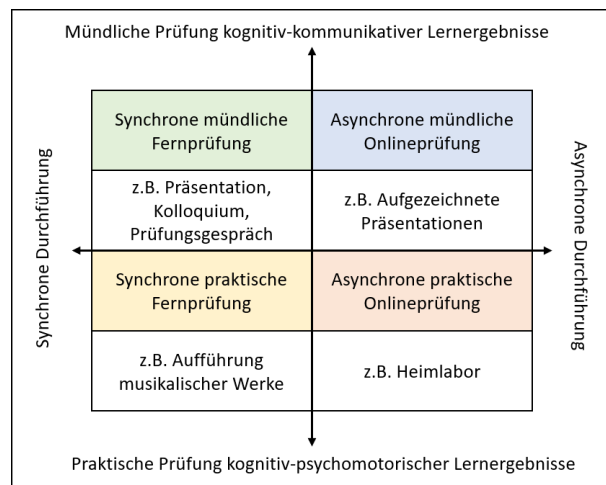 Mündliche Prüfung kognitiv-kommunikativer Lernergebnisse
Synchrone Durchführung
Synchrone mündliche
Fernprüfung
Asynchrone mündliche
Onlineprüfung
z.B. Präsentation,
Kolloquium,
Prüfungsgespräch
z.B. Aufgezeichnete
Präsentationen
Synchrone praktische
Fernprüfung
Asynchrone praktische
Onlineprüfung
z.B. Aufführung
musikalischer Werke
z.B. Heimlabor
Asynchrone Durchführung
Praktische Prüfung kognitiv-psychomotorischer Lernergebnisse